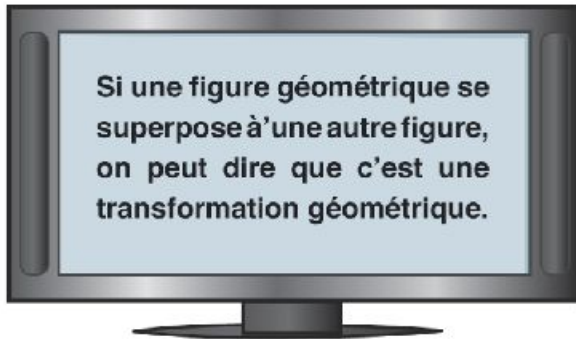 Si une figure géométrique se
superpose à'une autre figure,
on peut dire que c'est une
transformation géométrique.